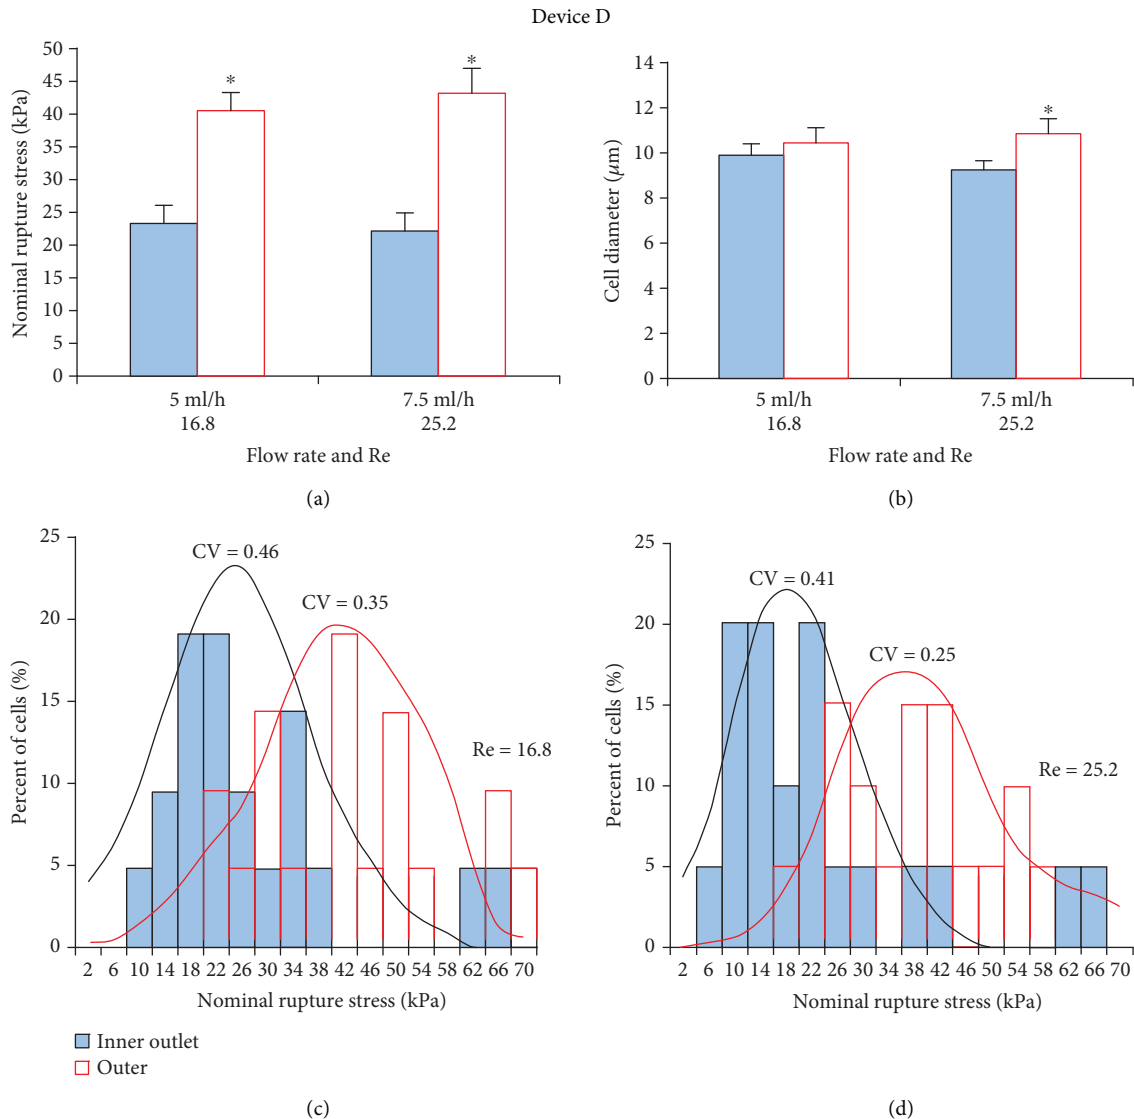 Device D
Nominal rupture stress (kPa)
50
45
40
35
30
25
20
15
10
5
0
*
*
5 ml/h
7.5 ml/h
16.8
25.2
Flow rate and Re
(a)
Cell diameter (µm)
14
12
10
8
6
4
2
0
*
5 ml/h
7.5 ml/h
16.8
25.2
Flow rate and Re
(b)
Percent of cells (%)
25
20
15
10
5
0
CV = 0.46
CV = 0.35
Re = 16.8
2 6 10 14 18 22 26 30 34 38 42 46 50 54 58 62 66 70
Nominal rupture stress (kPa)
Inner outlet
Outer
(c)
Percent of cells (%)
25
20
15
10
5
0
CV = 0.41
CV = 0.25
Re = 25.2
2 6 10 14 18 22 26 30 34 38 42 46 50 54 58 62 66 70
Nominal rupture stress (kPa)
(d)